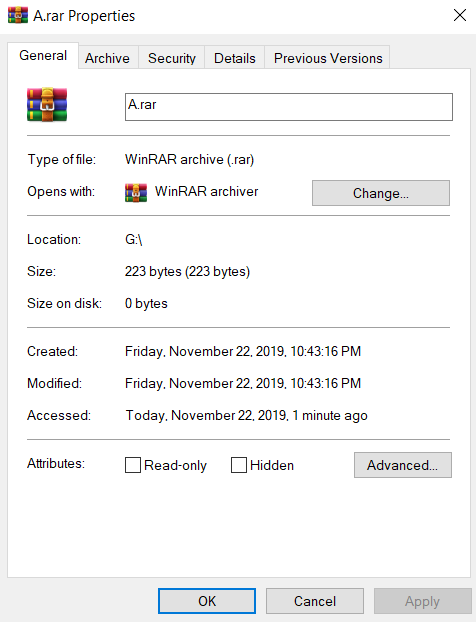 A.rar Properties
General Archive Security Details Previous Versions
A.rar
Type of file: WinRAR archive (.rar)
Opens with: WinRAR archiver Change...
Location: G:\
Size: 223 bytes (223 bytes)
Size on disk: 0 bytes
Created: Friday, November 22, 2019, 10:43:16 PM
Modified: Friday, November 22, 2019, 10:43:16 PM
Accessed: Today, November 22, 2019, 1 minute ago
Attributes: Read-only Hidden Advanced...
OK Cancel Apply